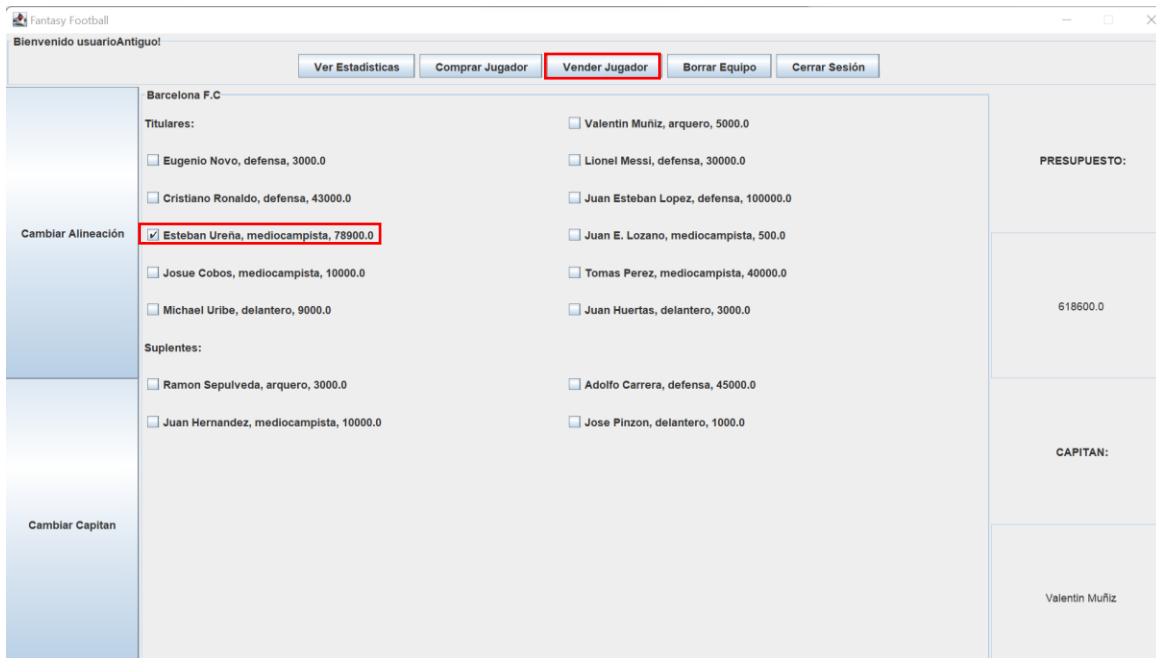 Fantasy Football
Bienvenido usuarioAntiguo!
Ver Estadisticas Comprar Jugador Vender Jugador Borrar Equipo Cerrar Sesión
Barcelona F.C
Titulares: Valentin Muñiz, arquero, 5000.0
Eugenio Novo, defensa, 3000.0 Lionel Messi, defensa, 30000.0
Cristiano Ronaldo, defensa, 43000.0 Juan Esteban Lopez, defensa, 100000.0
Esteban Ureña, mediocampista, 78900.0 Juan E. Lozano, mediocampista, 500.0
Josue Cobos, mediocampista, 10000.0 Tomas Perez, mediocampista, 40000.0
Michael Uribe, delantero, 9000.0 Juan Huertas, delantero, 3000.0
Suplentes:
Ramon Sepulveda, arquero, 3000.0 Adolfo Carrera, defensa, 45000.0
Juan Hernandez, mediocampista, 10000.0 Jose Pinzon, delantero, 1000.0
Cambiar Alineación
Cambiar Capitan
PRESUPUESTO:
618600.0
CAPITAN:
Valentin Muñiz